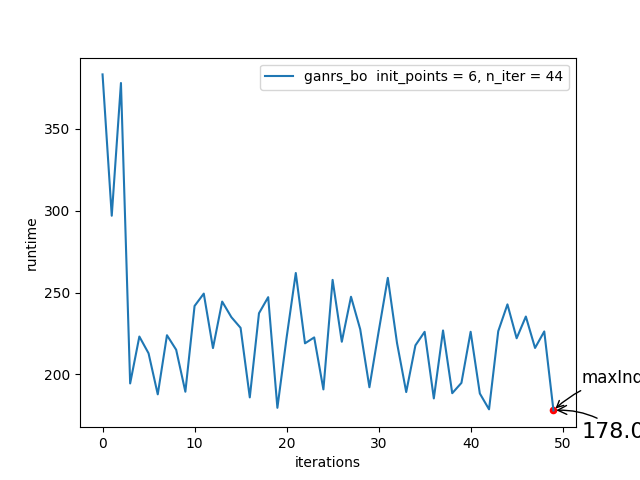 ganrs_bo  init_points = 6, n_iter = 44
runtime
350
300
250
200
maxInd
178.0
0 10 20 30 40 50
iterations